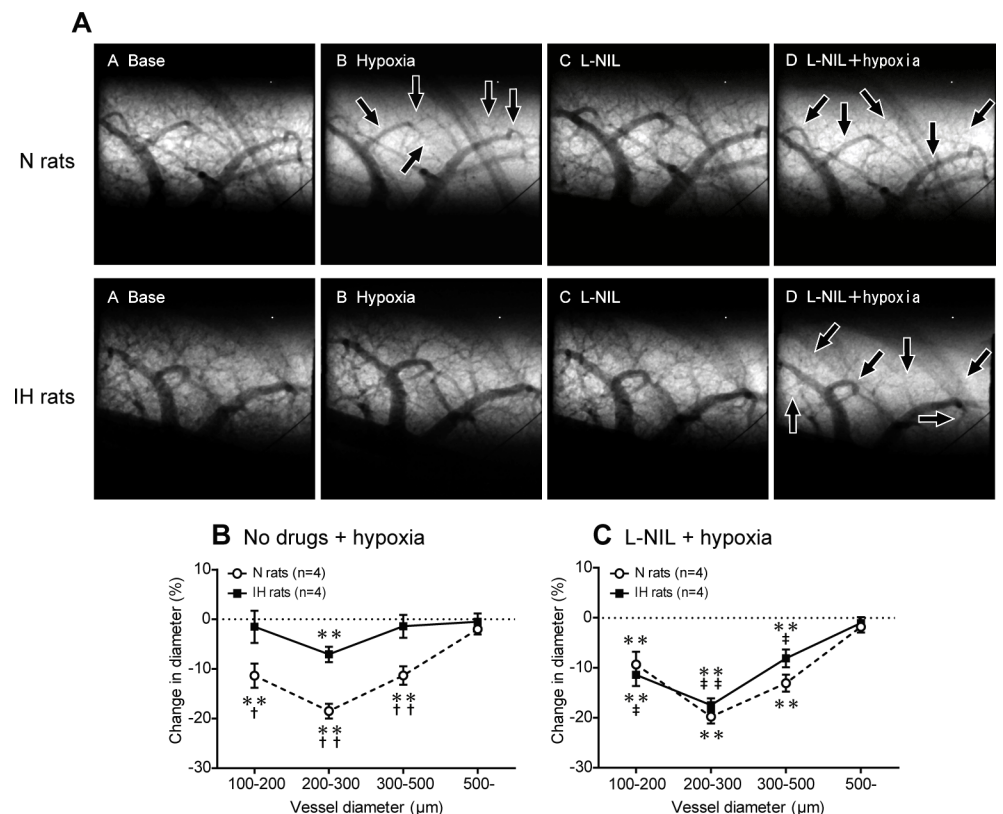 A
A Base
B Hypoxia
C L-NIL
D L-NIL+hypoxia
N rats
A Base
B Hypoxia
C L-NIL
D L-NIL+hypoxia
IH rats
B No drugs + hypoxia
Change in diameter (%)
10
0
-10
-20
-30
N rats (n=4)
IH rats (n=4)
**
**
†
**
††
**
††
100-200
200-300
300-500
500-
Vessel diameter (µm)
C L-NIL + hypoxia
Change in diameter (%)
10
0
-10
-20
-30
N rats (n=4)
IH rats (n=4)
**
**
‡
**
‡‡
**
**
‡
**
100-200
200-300
300-500
500-
Vessel diameter (µm)